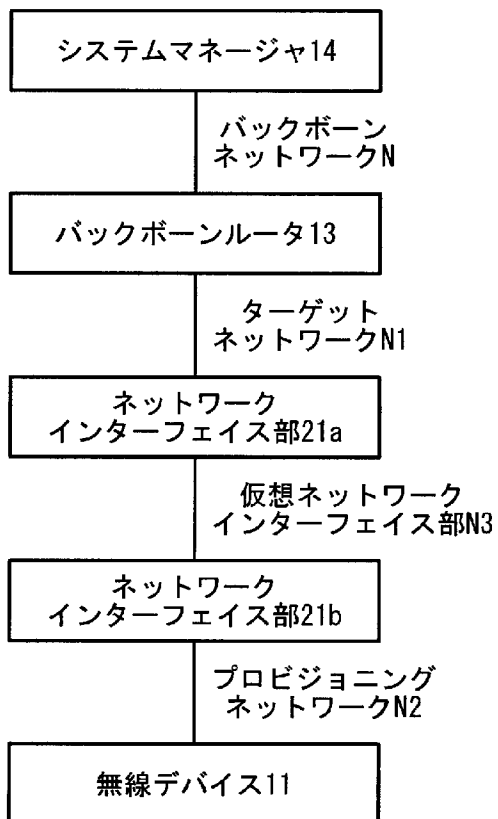 システムマネージャ14
バックボーン
ネットワークN
バックボーンルータ13
ターゲット
ネットワークN1
ネットワーク
インターフェイス部21a
仮想ネットワーク
インターフェイス部N3
ネットワーク
インターフェイス部21b
プロビジョニング
ネットワークN2
無線デバイス11